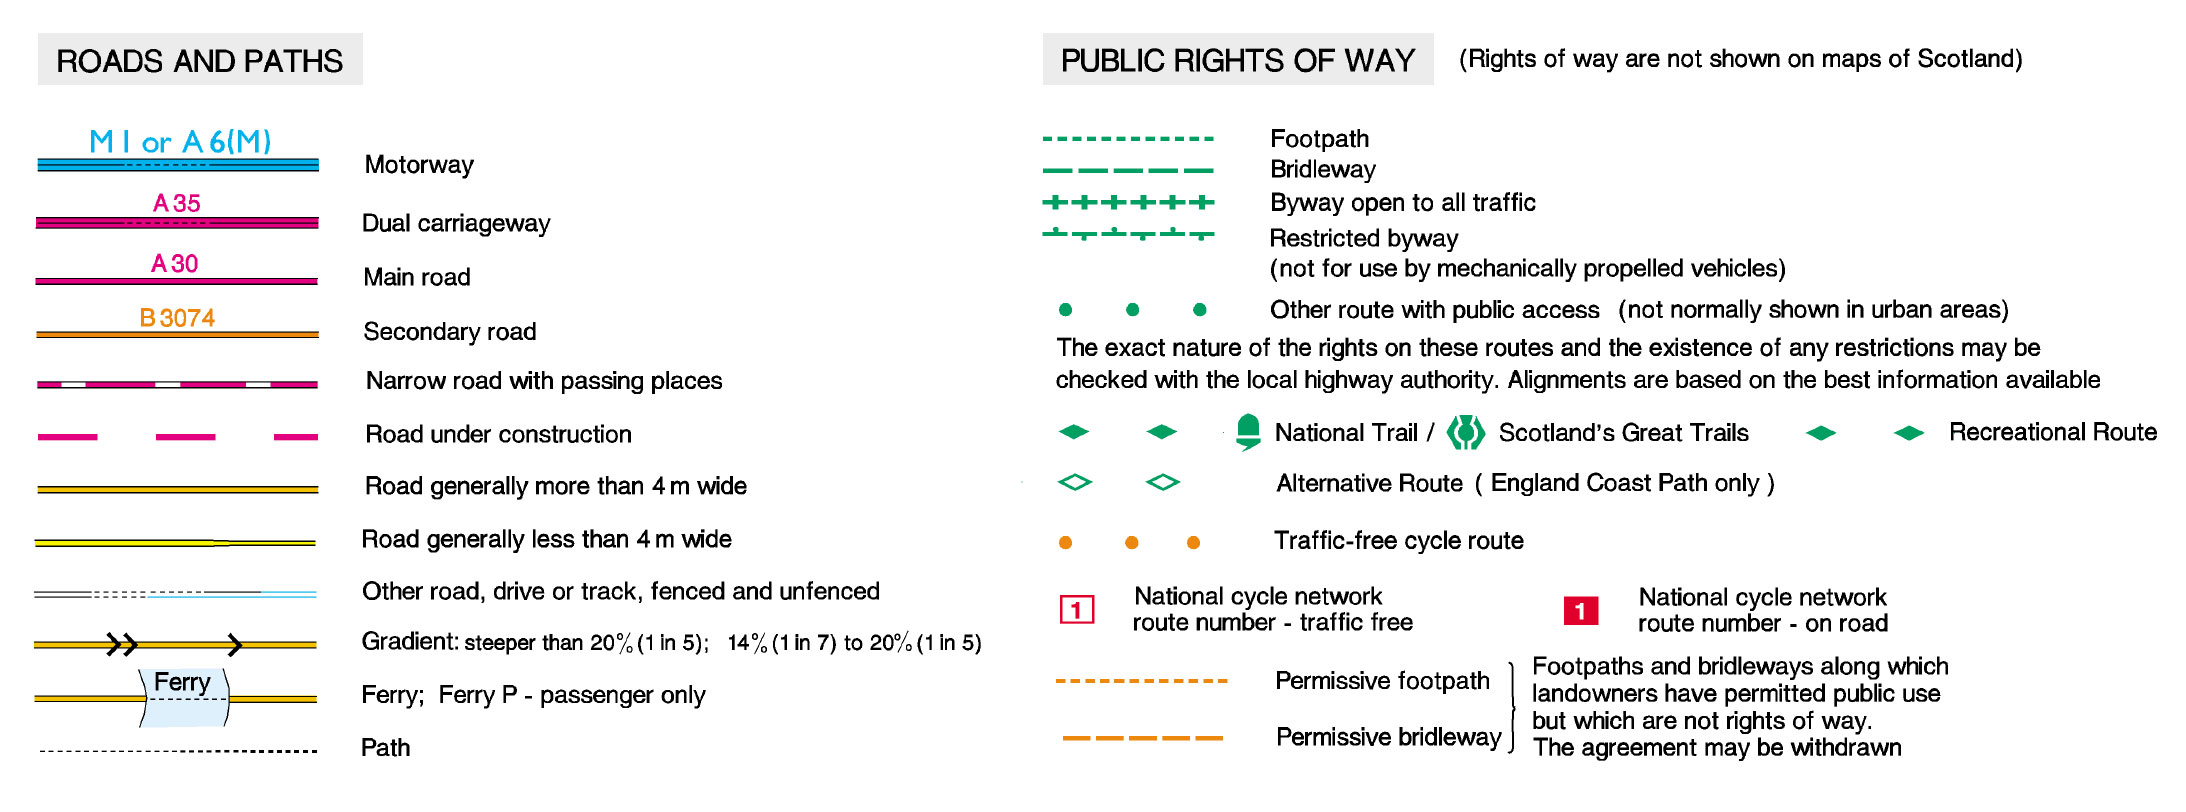 ROADS AND PATHS
M1 or A6(M)
Motorway
A35
Dual carriageway
A30
Main road
B3074
Secondary road
Narrow road with passing places
Road under construction
Road generally more than 4 m wide
Road generally less than 4 m wide
Other road, drive or track, fenced and unfenced
Gradient: steeper than 20% (1 in 5); 14% (1 in 7) to 20% (1 in 5)
Ferry
Ferry; Ferry P - passenger only
Path
PUBLIC RIGHTS OF WAY (Rights of way are not shown on maps of Scotland)
Footpath
Bridleway
Byway open to all traffic
Restricted byway
(not for use by mechanically propelled vehicles)
Other route with public access (not normally shown in urban areas)
The exact nature of the rights on these routes and the existence of any restrictions may be
checked with the local highway authority. Alignments are based on the best information available
National Trail / Scotland's Great Trails Recreational Route
Alternative Route ( England Coast Path only )
Traffic-free cycle route
1
National cycle network
route number - traffic free
1
National cycle network
route number - on road
Permissive footpath
Permissive bridleway
Footpaths and bridleways along which
landowners have permitted public use
but which are not rights of way.
The agreement may be withdrawn